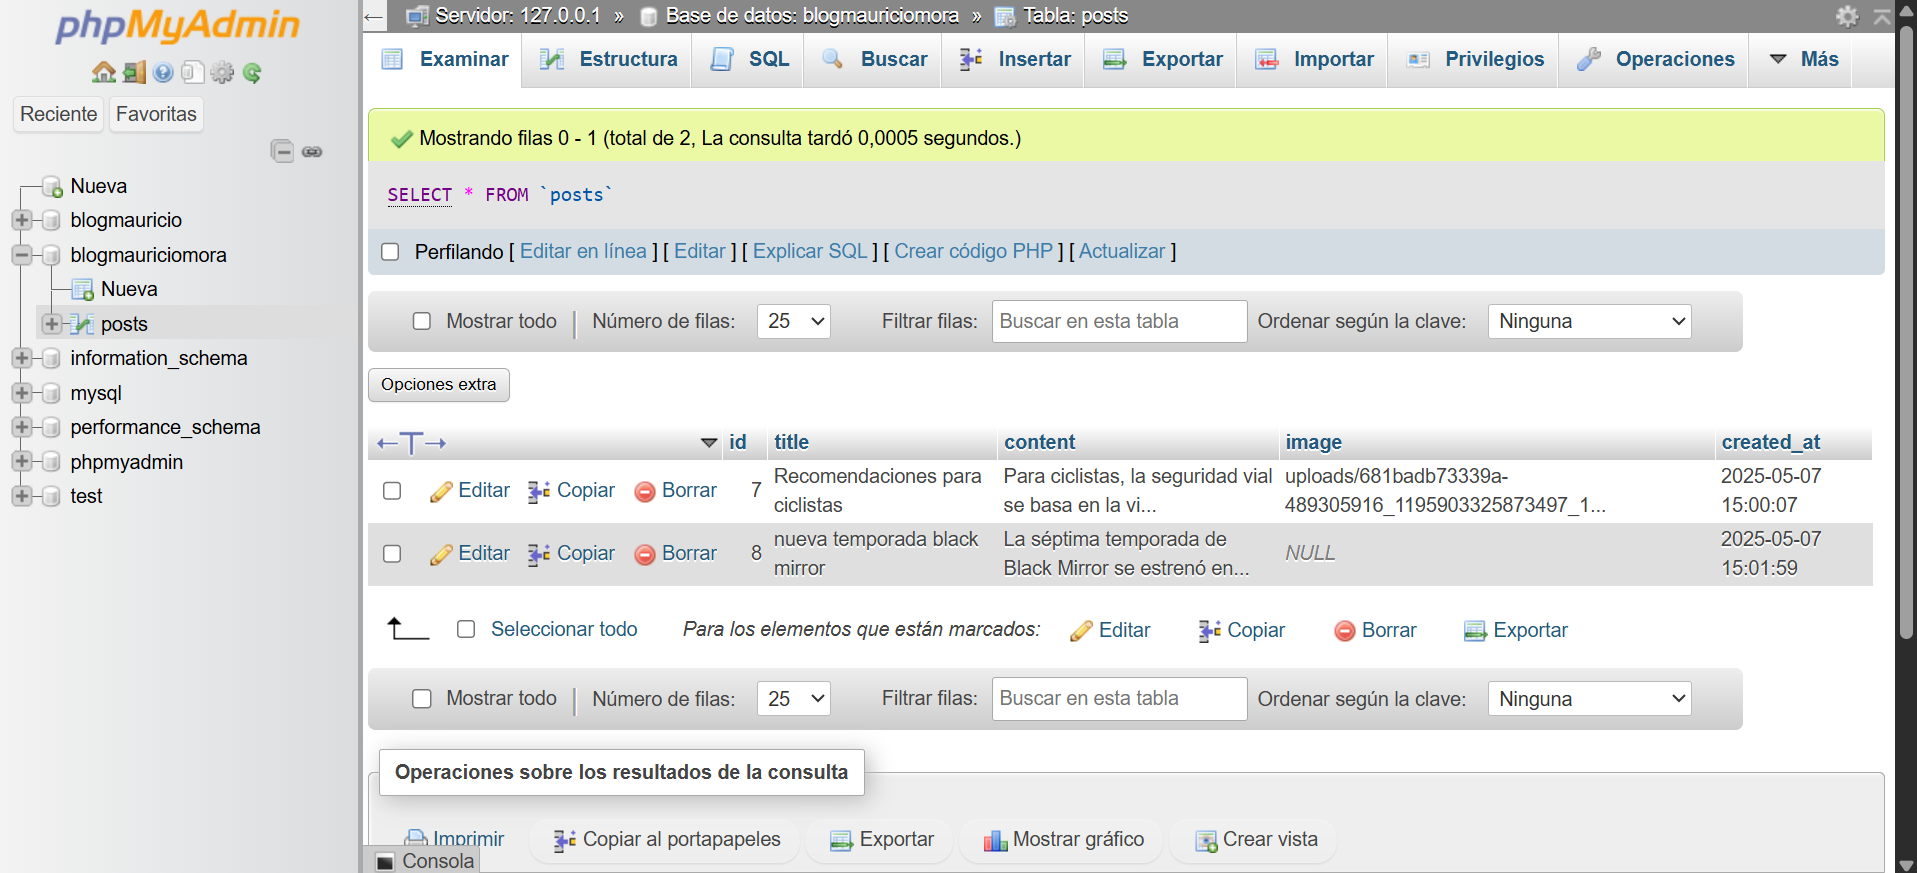 phpMyAdmin
Reciente
Favoritas
Nueva
blogmauricio
blogmauriciomora
Nueva
posts
information_schema
mysql
performance_schema
phpmyadmin
test
Servidor: 127.0.0.1 » Base de datos: blogmauriciomora » Tabla: posts
Examinar Estructura SQL Buscar Insertar Exportar Importar Privilegios Operaciones Más
Mostrando filas 0 - 1 (total de 2, La consulta tardó 0,0005 segundos.)
SELECT * FROM `posts`
Perfilando [ Editar en línea ] [ Editar ] [ Explicar SQL ] [ Crear código PHP ] [ Actualizar ]
Mostrar todo | Número de filas: 25 Filtrar filas: Buscar en esta tabla Ordenar según la clave: Ninguna
Opciones extra
←T→ id title content image created_at
Editar Copiar Borrar 7 Recomendaciones para ciclistas Para ciclistas, la seguridad vial se basa en la vi... uploads/681badb73339a-489305916_1195903325873497_1... 2025-05-07 15:00:07
Editar Copiar Borrar 8 nueva temporada black mirror La séptima temporada de Black Mirror se estrenó en... NULL 2025-05-07 15:01:59
Seleccionar todo Para los elementos que están marcados: Editar Copiar Borrar Exportar
Mostrar todo | Número de filas: 25 Filtrar filas: Buscar en esta tabla Ordenar según la clave: Ninguna
Operaciones sobre los resultados de la consulta
Imprimir Copiar al portapapeles Exportar Mostrar gráfico Crear vista
Consola